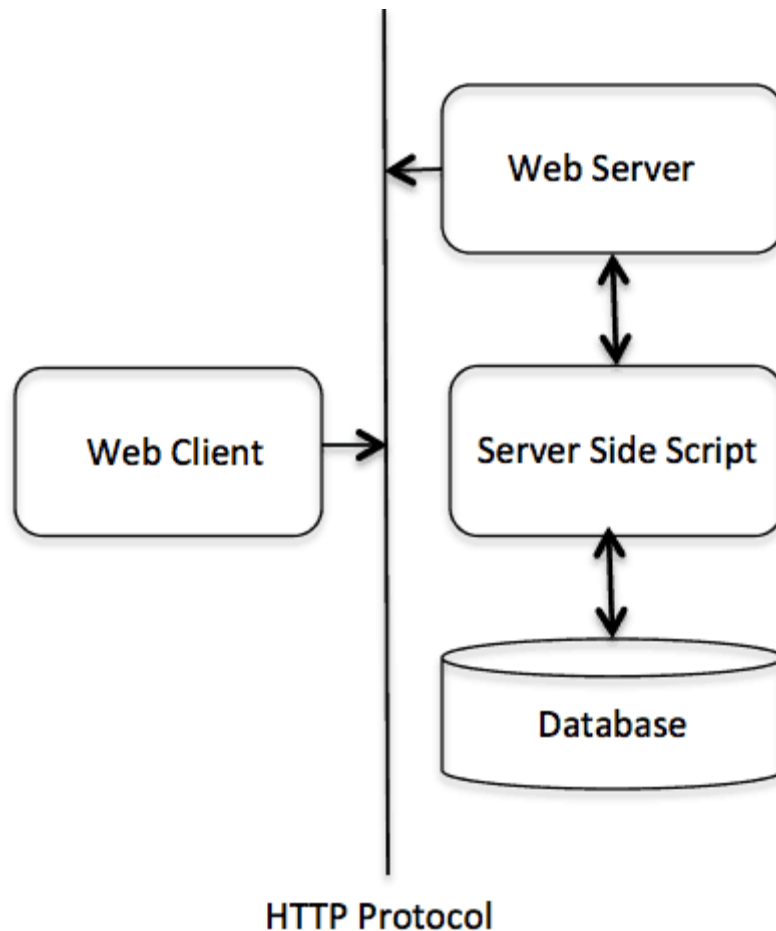 Web Server
Web Client
Server Side Script
Database
HTTP Protocol